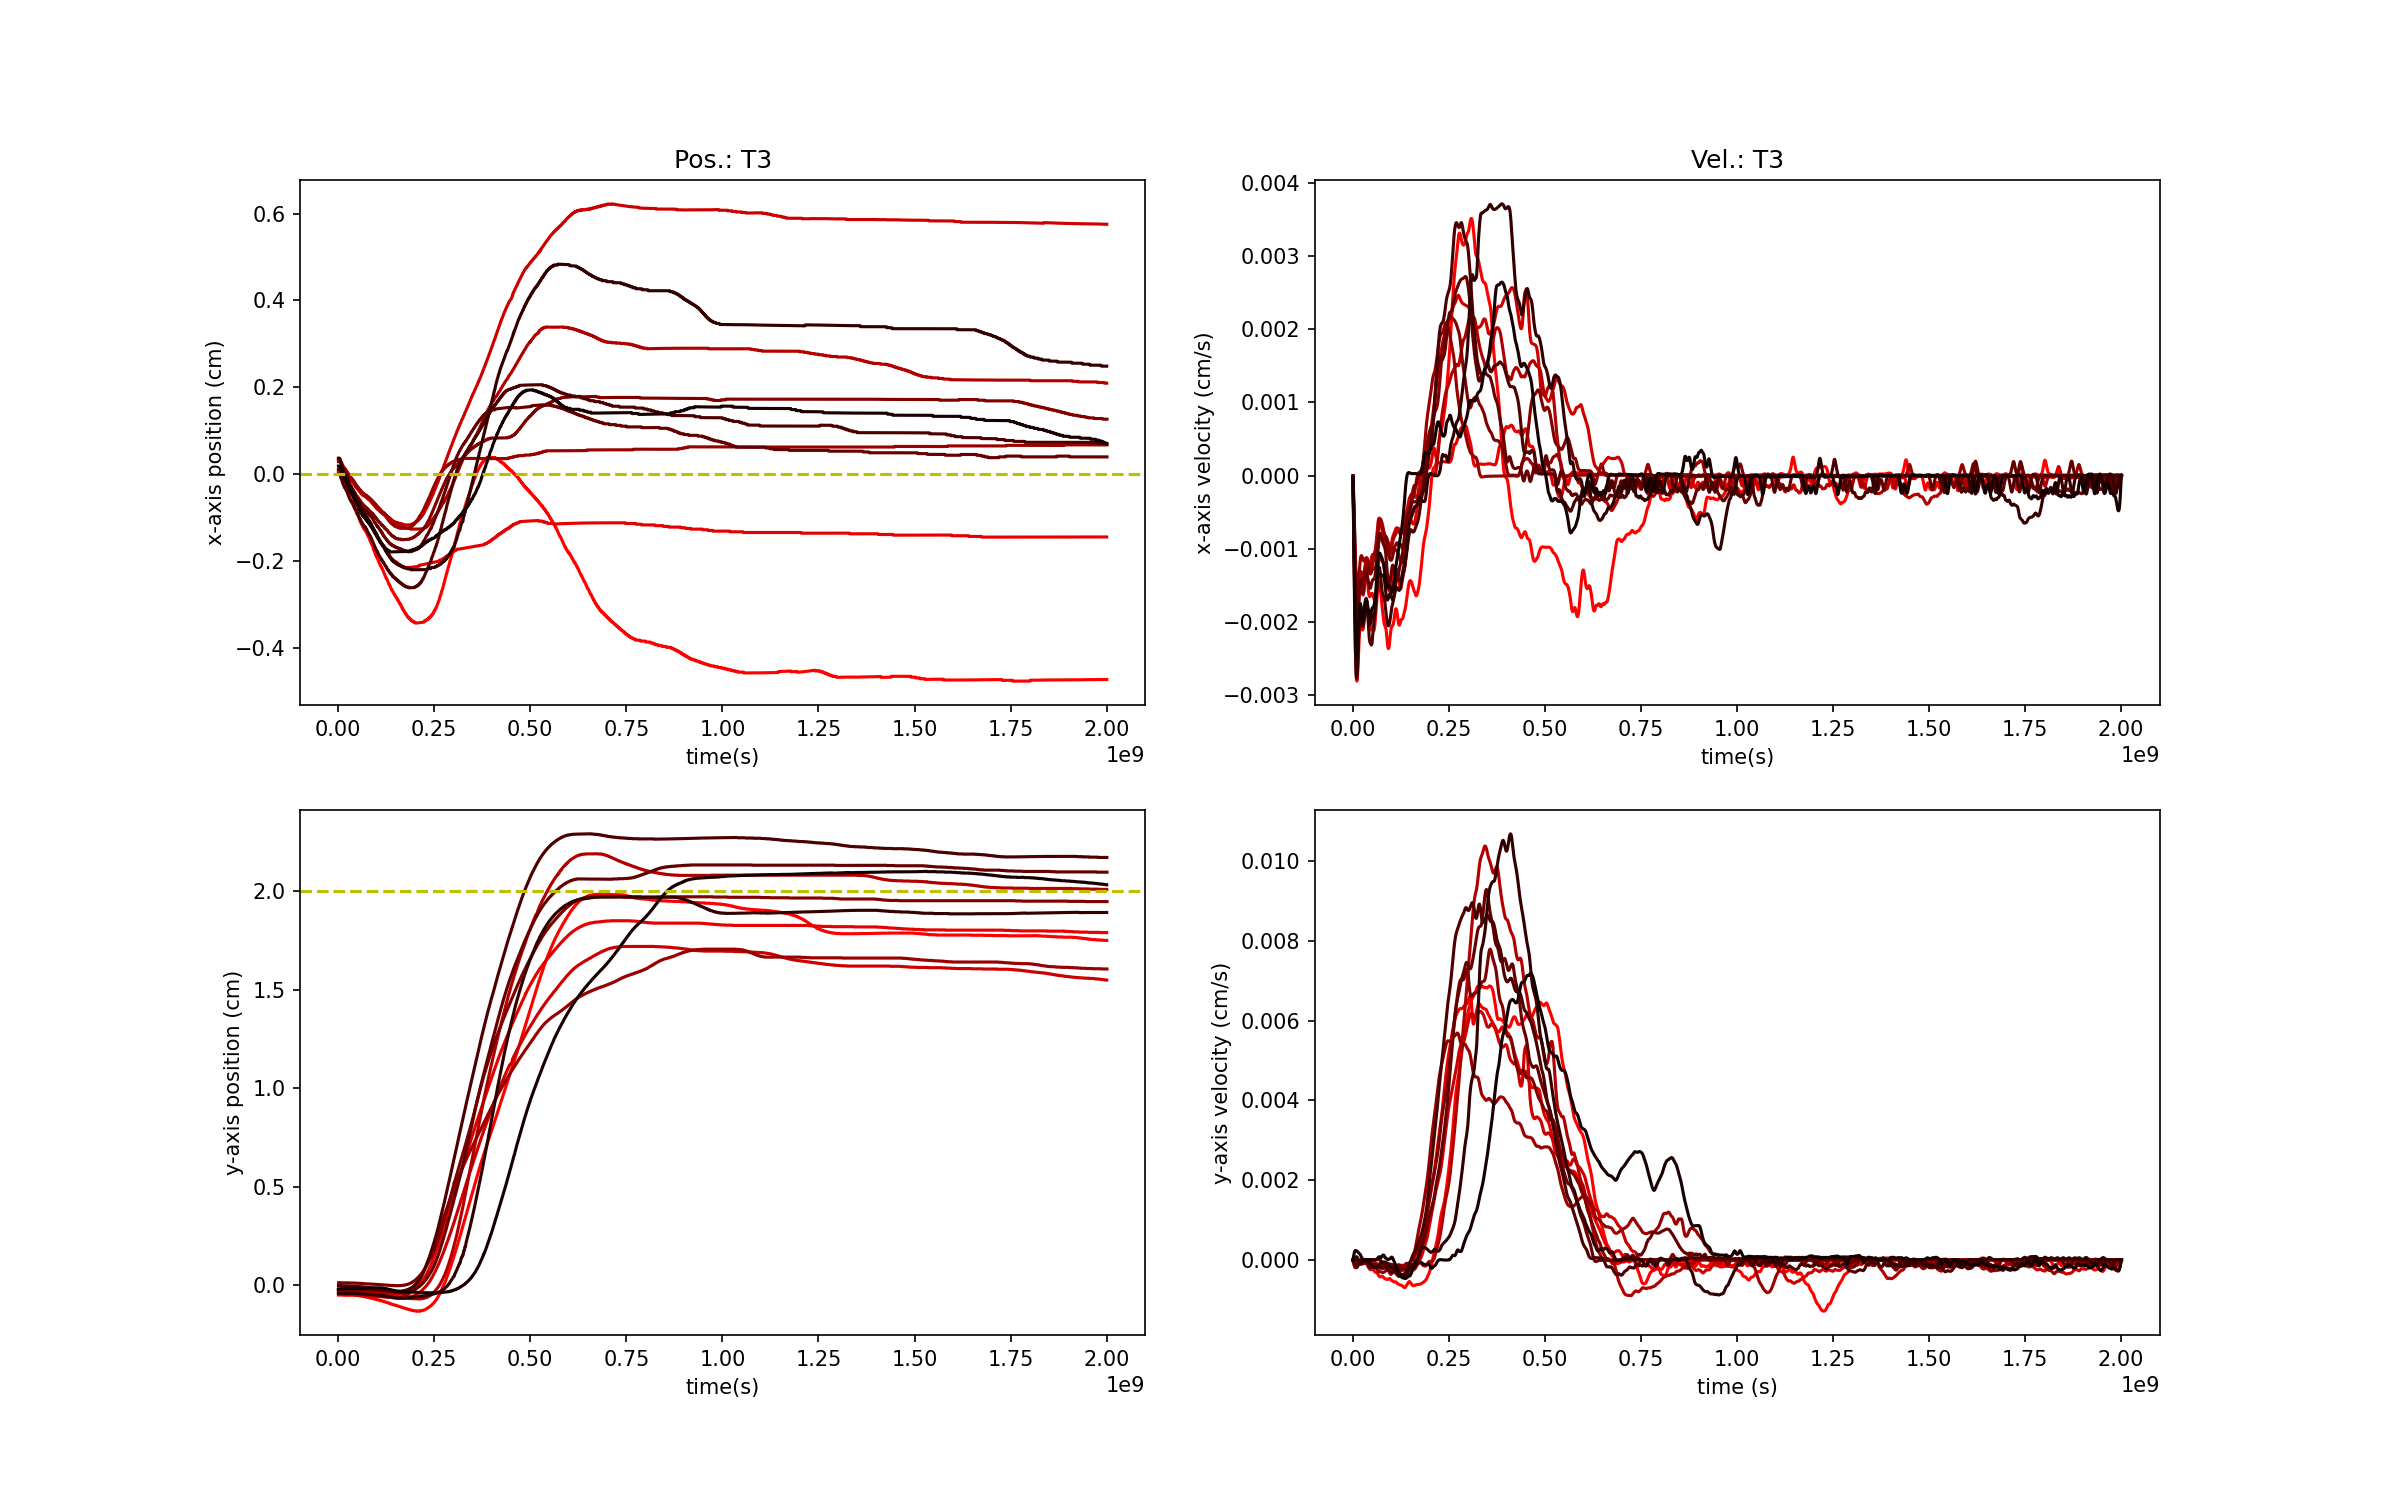 Pos.: T3
0.6
0.4
0.2
0.0
−0.2
−0.4
x-axis position (cm)
0.00 0.25 0.50 0.75 1.00 1.25 1.50 1.75 2.00
1e9
time(s)
Vel.: T3
0.004
0.003
0.002
0.001
0.000
−0.001
−0.002
−0.003
x-axis velocity (cm/s)
0.00 0.25 0.50 0.75 1.00 1.25 1.50 1.75 2.00
1e9
time(s)
2.0
1.5
1.0
0.5
0.0
y-axis position (cm)
0.00 0.25 0.50 0.75 1.00 1.25 1.50 1.75 2.00
1e9
time(s)
0.010
0.008
0.006
0.004
0.002
0.000
y-axis velocity (cm/s)
0.00 0.25 0.50 0.75 1.00 1.25 1.50 1.75 2.00
1e9
time (s)